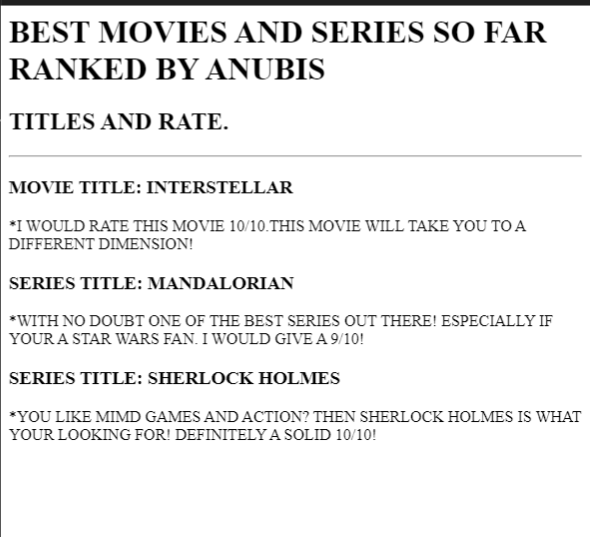 BEST MOVIES AND SERIES SO FAR
RANKED BY ANUBIS
TITLES AND RATE.
MOVIE TITLE: INTERSTELLAR
*I WOULD RATE THIS MOVIE 10/10.THIS MOVIE WILL TAKE YOU TO A
DIFFERENT DIMENSION!
SERIES TITLE: MANDALORIAN
*WITH NO DOUBT ONE OF THE BEST SERIES OUT THERE! ESPECIALLY IF
YOUR A STAR WARS FAN. I WOULD GIVE A 9/10!
SERIES TITLE: SHERLOCK HOLMES
*YOU LIKE MIMD GAMES AND ACTION? THEN SHERLOCK HOLMES IS WHAT
YOUR LOOKING FOR! DEFINITELY A SOLID 10/10!